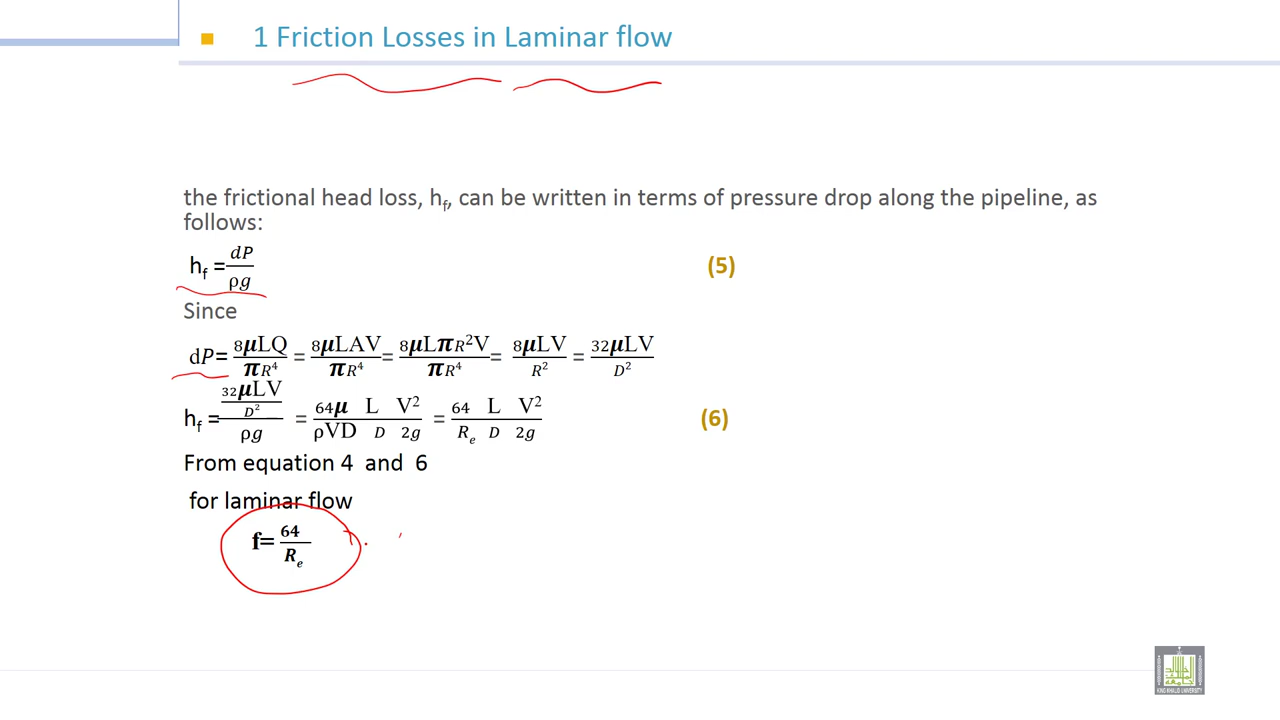 1 Friction Losses in Laminar flow
the frictional head loss, hf, can be written in terms of pressure drop along the pipeline, as
follows:
hf = dP/ρg (5)
Since
dP= 8μLQ/πR⁴ = 8μLAV/πR⁴ = 8μLπR²V/πR⁴ = 8μLV/R² = 32μLV/D²
hf = (32μLV/D²)/ρg = 64μ/ρVD L/D V²/2g = 64/Re L/D V²/2g (6)
From equation 4 and 6
for laminar flow
f= 64/Re
KING KHALID UNIVERSITY